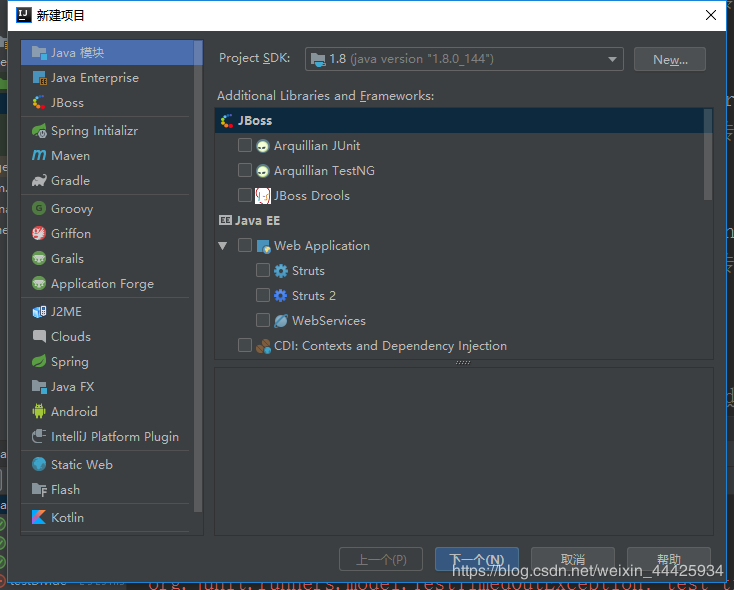 新建项目
Java 模块
Java Enterprise
JBoss
Spring Initializr
Maven
Gradle
Groovy
Griffon
Grails
Application Forge
J2ME
Clouds
Spring
Java FX
Android
IntelliJ Platform Plugin
Static Web
Flash
Kotlin
Project SDK:
1.8 (java version "1.8.0_144")
New...
Additional Libraries and Frameworks:
JBoss
Arquillian JUnit
Arquillian TestNG
JBoss Drools
Java EE
Web Application
Struts
Struts 2
WebServices
CDI: Contexts and Dependency Injection
上一个(P)
下一个(N)
取消
帮助
https://blog.csdn.net/weixin_44425934